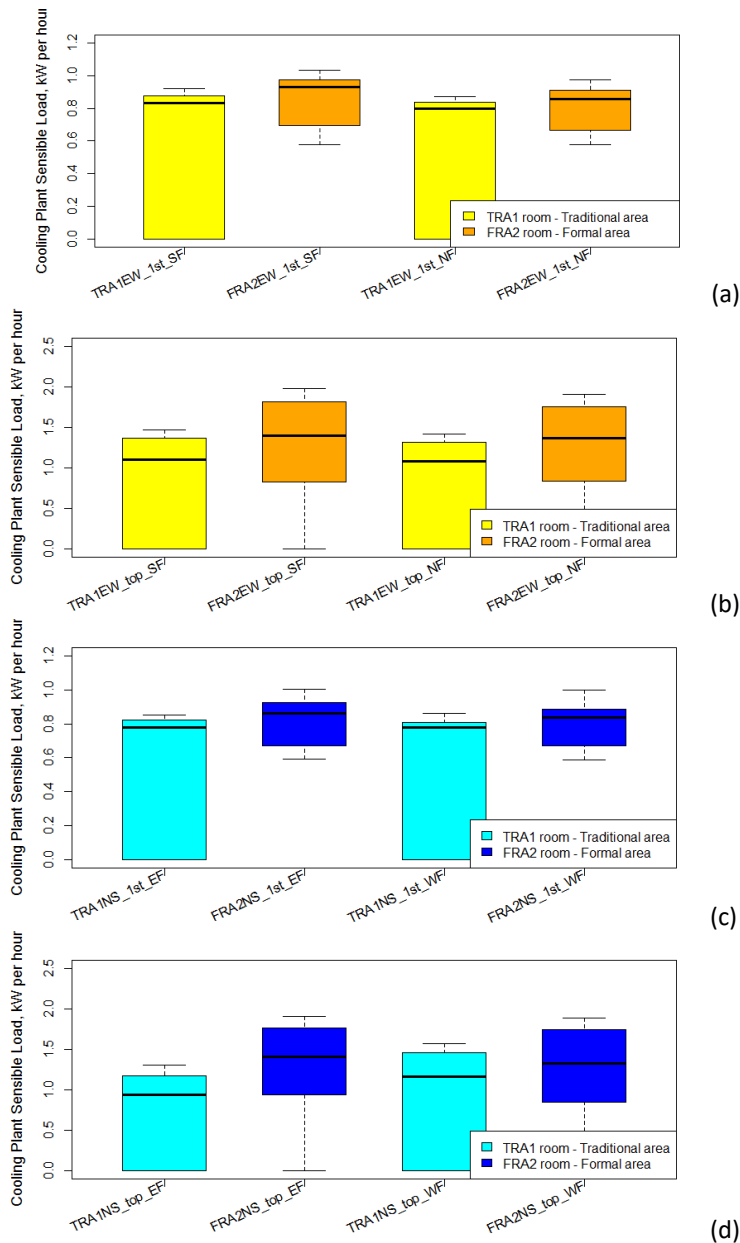 Cooling Plant Sensible Load, kW per hour
1.2
1.0
0.8
0.6
0.4
0.2
0.0
TRA1 room - Traditional area
FRA2 room - Formal area
TRA1EW_1st_SF
FRA2EW_1st_SF
TRA1EW_1st_NF
FRA2EW_1st_NF
(a)
Cooling Plant Sensible Load, kW per hour
2.5
2.0
1.5
1.0
0.5
0.0
TRA1 room - Traditional area
FRA2 room - Formal area
TRA1EW_top_SF
FRA2EW_top_SF
TRA1EW_top_NF
FRA2EW_top_NF
(b)
Cooling Plant Sensible Load, kW per hour
1.2
1.0
0.8
0.6
0.4
0.2
0.0
TRA1 room - Traditional area
FRA2 room - Formal area
TRA1NS_1st_EF
FRA2NS_1st_EF
TRA1NS_1st_WF
FRA2NS_1st_WF
(c)
Cooling Plant Sensible Load, kW per hour
2.5
2.0
1.5
1.0
0.5
0.0
TRA1 room - Traditional area
FRA2 room - Formal area
TRA1NS_top_EF
FRA2NS_top_EF
TRA1NS_top_WF
FRA2NS_top_WF
(d)